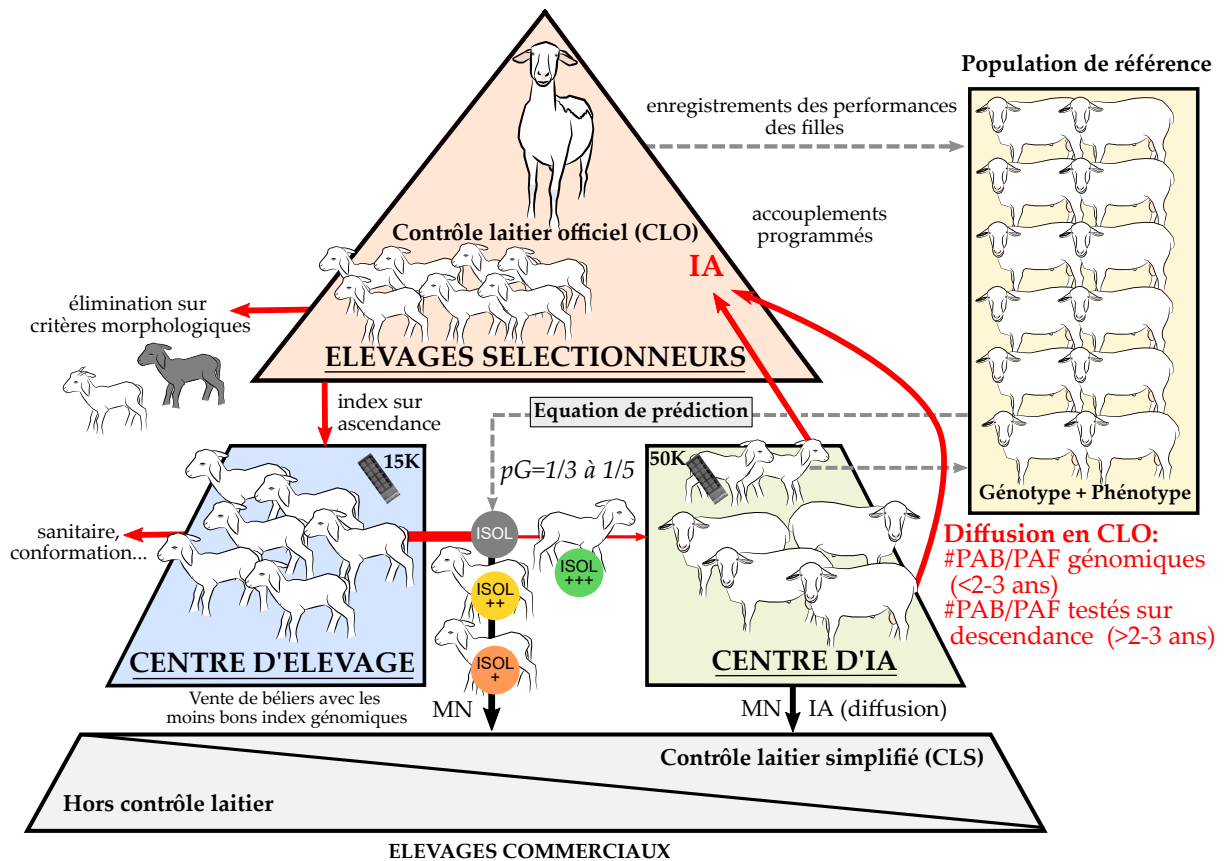 Population de référence
enregistrements des performances
des filles
Contrôle laitier officiel (CLO)
accouplements
programmés
IA
élimination sur
critères morphologiques
ELEVAGES SELECTIONNEURS
index sur
ascendance
Equation de prédiction
15K
pG=1/3 à 1/5
50K
Génotype + Phénotype
sanitaire,
conformation...
ISOL
ISOL
+++
ISOL
++
ISOL
+
Diffusion en CLO:
#PAB/PAF génomiques
(<2-3 ans)
#PAB/PAF testés sur
descendance (>2-3 ans)
CENTRE D'ELEVAGE
CENTRE D'IA
Vente de béliers avec les
moins bons index génomiques
MN
MN
IA (diffusion)
Contrôle laitier simplifié (CLS)
Hors contrôle laitier
ELEVAGES COMMERCIAUX